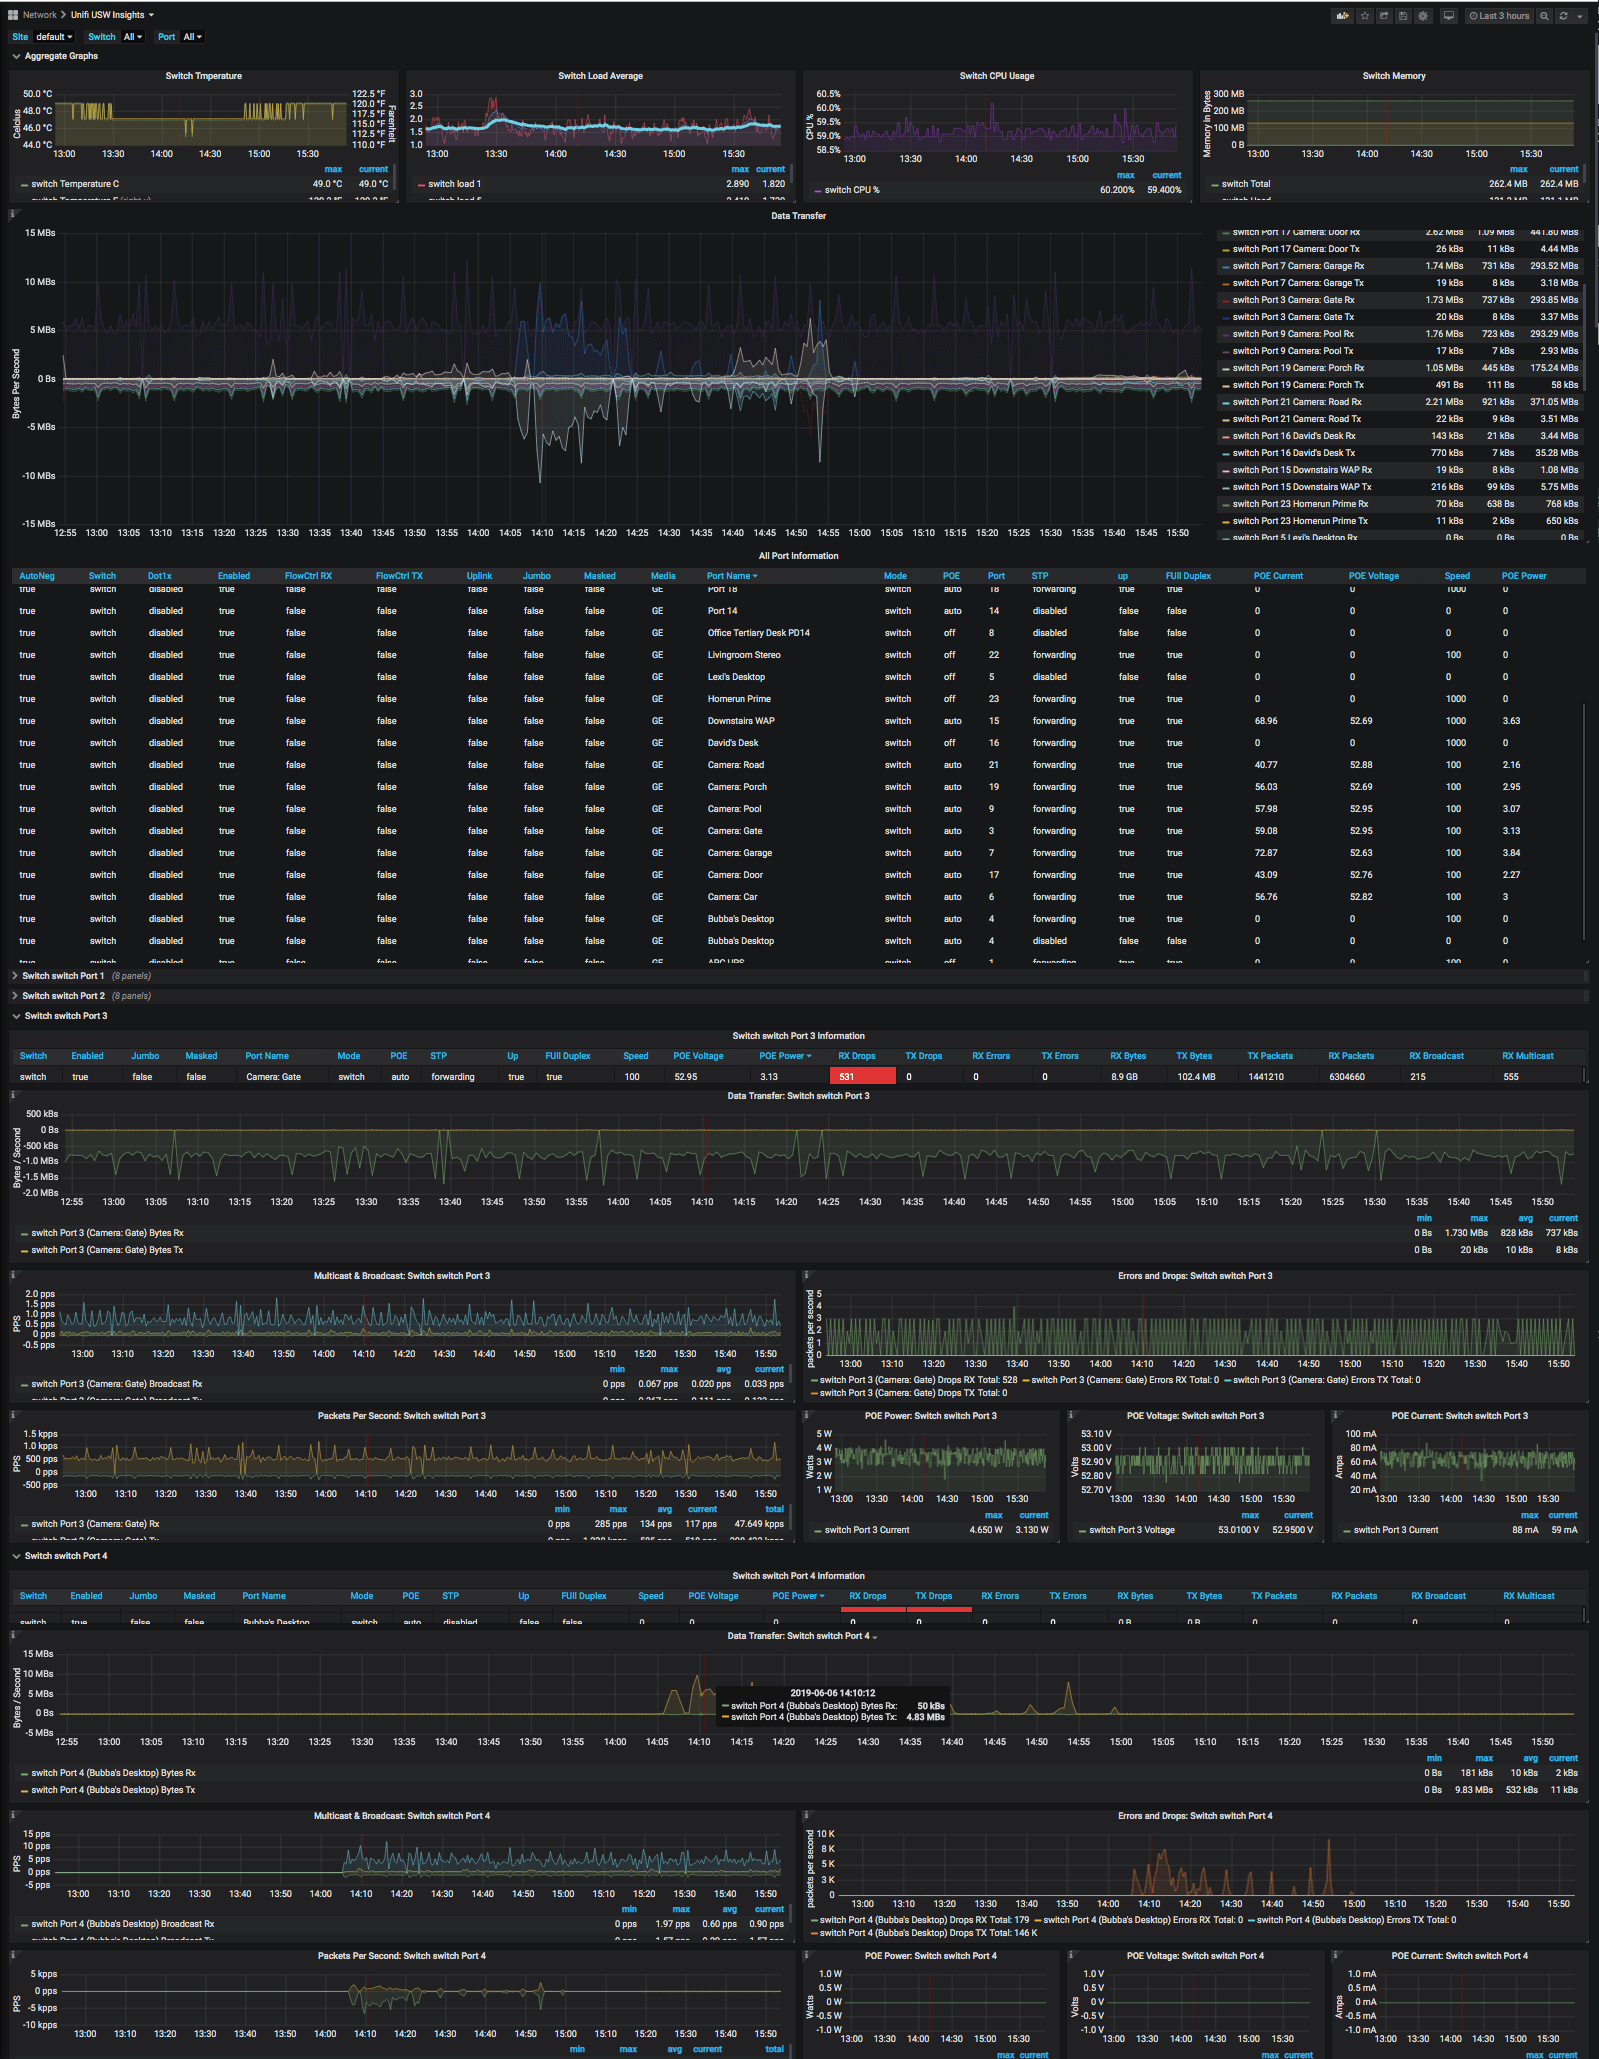 Network > Unifi USW Insights
Last 3 hours
Site default Switch All Port All
Aggregate Graphs
Switch Tmperature
Celcius
Farenheit
50.0 °C
48.0 °C
46.0 °C
44.0 °C
122.5 °F
120.0 °F
117.5 °F
115.0 °F
112.5 °F
110.0 °F
13:00 13:30 14:00 14:30 15:00 15:30
max current
switch Temperature C 49.0 °C 49.0 °C
Switch Load Average
3.0
2.5
2.0
1.5
1.0
13:00 13:30 14:00 14:30 15:00 15:30
max current
switch load 1 2.890 1.820
Switch CPU Usage
CPU %
60.5%
60.0%
59.5%
59.0%
58.5%
13:00 13:30 14:00 14:30 15:00 15:30
max current
switch CPU % 60.200% 59.400%
Switch Memory
Memory in Bytes
300 MB
200 MB
100 MB
0 B
13:00 13:30 14:00 14:30 15:00 15:30
max current
switch Total 262.4 MB 262.4 MB
Data Transfer
Bytes Per Second
15 MBs
10 MBs
5 MBs
0 Bs
-5 MBs
-10 MBs
-15 MBs
12:55 13:00 13:05 13:10 13:15 13:20 13:25 13:30 13:35 13:40 13:45 13:50 13:55 14:00 14:05 14:10 14:15 14:20 14:25 14:30 14:35 14:40 14:45 14:50 14:55 15:00 15:05 15:10 15:15 15:20 15:25 15:30 15:35 15:40 15:45 15:50
switch Port 17 Camera: Door Rx 2.62 MBs 1.09 MBs 441.80 MBs
switch Port 17 Camera: Door Tx 26 kBs 11 kBs 4.44 MBs
switch Port 7 Camera: Garage Rx 1.74 MBs 731 kBs 293.52 MBs
switch Port 7 Camera: Garage Tx 19 kBs 8 kBs 3.18 MBs
switch Port 3 Camera: Gate Rx 1.73 MBs 737 kBs 293.85 MBs
switch Port 3 Camera: Gate Tx 20 kBs 8 kBs 3.37 MBs
switch Port 9 Camera: Pool Rx 1.76 MBs 723 kBs 293.29 MBs
switch Port 9 Camera: Pool Tx 17 kBs 7 kBs 2.93 MBs
switch Port 19 Camera: Porch Rx 1.05 MBs 445 kBs 175.24 MBs
switch Port 19 Camera: Porch Tx 491 Bs 111 Bs 58 kBs
switch Port 21 Camera: Road Rx 2.21 MBs 921 kBs 371.05 MBs
switch Port 21 Camera: Road Tx 22 kBs 9 kBs 3.51 MBs
switch Port 16 David's Desk Rx 143 kBs 21 kBs 3.44 MBs
switch Port 16 David's Desk Tx 770 kBs 7 kBs 35.28 MBs
switch Port 15 Downstairs WAP Rx 19 kBs 8 kBs 1.08 MBs
switch Port 15 Downstairs WAP Tx 216 kBs 99 kBs 5.75 MBs
switch Port 23 Homerun Prime Rx 70 kBs 638 Bs 768 kBs
switch Port 23 Homerun Prime Tx 11 kBs 2 kBs 650 kBs
switch Port 5 Lexi's Desktop Rx 0 Bs 0 Bs 0 Bs
All Port Information
AutoNeg Switch Dot1x Enabled FlowCtrl RX FlowCtrl TX Uplink Jumbo Masked Media Port Name Mode POE Port STP up FUll Duplex POE Current POE Voltage Speed POE Power
true switch disabled true false false false false false GE Port 18 switch auto 18 forwarding true true 0 0 1000 0
true switch disabled true false false false false false GE Port 14 switch auto 14 disabled false false 0 0 0 0
true switch disabled true false false false false false GE Office Tertiary Desk PD14 switch off 8 disabled false false 0 0 0 0
true switch disabled true false false false false false GE Livingroom Stereo switch off 22 forwarding true true 0 0 100 0
true switch disabled true false false false false false GE Lexi's Desktop switch off 5 disabled false false 0 0 0 0
true switch disabled true false false false false false GE Homerun Prime switch off 23 forwarding true true 0 0 1000 0
true switch disabled true false false false false false GE Downstairs WAP switch auto 15 forwarding true true 68.96 52.69 1000 3.63
true switch disabled true false false false false false GE David's Desk switch off 16 forwarding true true 0 0 1000 0
true switch disabled true false false false false false GE Camera: Road switch auto 21 forwarding true true 40.77 52.88 100 2.16
true switch disabled true false false false false false GE Camera: Porch switch auto 19 forwarding true true 56.03 52.69 100 2.95
true switch disabled true false false false false false GE Camera: Pool switch auto 9 forwarding true true 57.98 52.95 100 3.07
true switch disabled true false false false false false GE Camera: Gate switch auto 3 forwarding true true 59.08 52.95 100 3.13
true switch disabled true false false false false false GE Camera: Garage switch auto 7 forwarding true true 72.87 52.63 100 3.84
true switch disabled true false false false false false GE Camera: Door switch auto 17 forwarding true true 43.09 52.76 100 2.27
true switch disabled true false false false false false GE Camera: Car switch auto 6 forwarding true true 56.76 52.82 100 3
true switch disabled true false false false false false GE Bubba's Desktop switch auto 4 forwarding true true 0 0 100 0
true switch disabled true false false false false false GE Bubba's Desktop switch auto 4 disabled false false 0 0 0 0
Switch switch Port 1 (8 panels)
Switch switch Port 2 (8 panels)
Switch switch Port 3
Switch switch Port 3 Information
Switch Enabled Jumbo Masked Port Name Mode POE STP Up FUll Duplex Speed POE Voltage POE Power RX Drops TX Drops RX Errors TX Errors RX Bytes TX Bytes TX Packets RX Packets RX Broadcast RX Multicast
switch true false false Camera: Gate switch auto forwarding true true 100 52.95 3.13 531 0 0 0 8.9 GB 102.4 MB 1441210 6304660 215 555
Data Transfer: Switch switch Port 3
Bytes / Second
500 kBs
0 Bs
-500 kBs
-1.0 MBs
-1.5 MBs
-2.0 MBs
12:55 13:00 13:05 13:10 13:15 13:20 13:25 13:30 13:35 13:40 13:45 13:50 13:55 14:00 14:05 14:10 14:15 14:20 14:25 14:30 14:35 14:40 14:45 14:50 14:55 15:00 15:05 15:10 15:15 15:20 15:25 15:30 15:35 15:40 15:45 15:50
min max avg current
switch Port 3 (Camera: Gate) Bytes Rx 0 Bs 1.730 MBs 828 kBs 737 kBs
switch Port 3 (Camera: Gate) Bytes Tx 0 Bs 20 kBs 10 kBs 8 kBs
Multicast & Broadcast: Switch switch Port 3
PPS
2.0 pps
1.5 pps
1.0 pps
0.5 pps
0 pps
-0.5 pps
13:00 13:10 13:20 13:30 13:40 13:50 14:00 14:10 14:20 14:30 14:40 14:50 15:00 15:10 15:20 15:30 15:40 15:50
min max avg current
switch Port 3 (Camera: Gate) Broadcast Rx 0 pps 0.067 pps 0.020 pps 0.033 pps
Errors and Drops: Switch switch Port 3
packets per second
5
4
3
2
1
0
13:00 13:10 13:20 13:30 13:40 13:50 14:00 14:10 14:20 14:30 14:40 14:50 15:00 15:10 15:20 15:30 15:40 15:50
switch Port 3 (Camera: Gate) Drops RX Total: 528 switch Port 3 (Camera: Gate) Errors RX Total: 0 switch Port 3 (Camera: Gate) Errors TX Total: 0
switch Port 3 (Camera: Gate) Drops TX Total: 0
Packets Per Second: Switch switch Port 3
PPS
1.5 kpps
1.0 kpps
500 pps
0 pps
-500 pps
13:00 13:10 13:20 13:30 13:40 13:50 14:00 14:10 14:20 14:30 14:40 14:50 15:00 15:10 15:20 15:30 15:40 15:50
min max avg current total
switch Port 3 (Camera: Gate) Rx 0 pps 285 pps 134 pps 117 pps 47.649 kpps
POE Power: Switch switch Port 3
Watts
5 W
4 W
3 W
2 W
1 W
13:00 13:30 14:00 14:30 15:00 15:30
max current
switch Port 3 Current 4.650 W 3.130 W
POE Voltage: Switch switch Port 3
Volts
53.10 V
53.00 V
52.90 V
52.80 V
52.70 V
13:00 13:30 14:00 14:30 15:00 15:30
max current
switch Port 3 Voltage 53.0100 V 52.9500 V
POE Current: Switch switch Port 3
Amps
100 mA
80 mA
60 mA
40 mA
20 mA
13:00 13:30 14:00 14:30 15:00 15:30
max current
switch Port 3 Current 88 mA 59 mA
Switch switch Port 4
Switch switch Port 4 Information
Switch Enabled Jumbo Masked Port Name Mode POE STP Up FUll Duplex Speed POE Voltage POE Power RX Drops TX Drops RX Errors TX Errors RX Bytes TX Bytes TX Packets RX Packets RX Broadcast RX Multicast
switch true false false Bubba's Desktop switch auto disabled false false 0 0 0 0 0 0 0 0 B 0 B 0 0 0 0
Data Transfer: Switch switch Port 4
Bytes / Second
15 MBs
10 MBs
5 MBs
0 Bs
-5 MBs
2019-06-06 14:10:12
switch Port 4 (Bubba's Desktop) Bytes Rx: 50 kBs
switch Port 4 (Bubba's Desktop) Bytes Tx: 4.83 MBs
12:55 13:00 13:05 13:10 13:15 13:20 13:25 13:30 13:35 13:40 13:45 13:50 13:55 14:00 14:05 14:10 14:15 14:20 14:25 14:30 14:35 14:40 14:45 14:50 14:55 15:00 15:05 15:10 15:15 15:20 15:25 15:30 15:35 15:40 15:45 15:50
min max avg current
switch Port 4 (Bubba's Desktop) Bytes Rx 0 Bs 181 kBs 10 kBs 2 kBs
switch Port 4 (Bubba's Desktop) Bytes Tx 0 Bs 9.83 MBs 532 kBs 11 kBs
Multicast & Broadcast: Switch switch Port 4
PPS
15 pps
10 pps
5 pps
0 pps
-5 pps
13:00 13:10 13:20 13:30 13:40 13:50 14:00 14:10 14:20 14:30 14:40 14:50 15:00 15:10 15:20 15:30 15:40 15:50
min max avg current
switch Port 4 (Bubba's Desktop) Broadcast Rx 0 pps 1.97 pps 0.60 pps 0.90 pps
Errors and Drops: Switch switch Port 4
packets per second
10 K
8 K
5 K
3 K
0
13:00 13:10 13:20 13:30 13:40 13:50 14:00 14:10 14:20 14:30 14:40 14:50 15:00 15:10 15:20 15:30 15:40 15:50
switch Port 4 (Bubba's Desktop) Drops RX Total: 179 switch Port 4 (Bubba's Desktop) Errors RX Total: 0 switch Port 4 (Bubba's Desktop) Errors TX Total: 0
switch Port 4 (Bubba's Desktop) Drops TX Total: 146 K
Packets Per Second: Switch switch Port 4
PPS
5 kpps
0 pps
-5 kpps
-10 kpps
13:00 13:10 13:20 13:30 13:40 13:50 14:00 14:10 14:20 14:30 14:40 14:50 15:00 15:10 15:20 15:30 15:40 15:50
min max avg current total
POE Power: Switch switch Port 4
Watts
1.0 W
0.5 W
0 W
-0.5 W
-1.0 W
13:00 13:30 14:00 14:30 15:00 15:30
max current
POE Voltage: Switch switch Port 4
Volts
1.0 V
0.5 V
0 V
-0.5 V
-1.0 V
13:00 13:30 14:00 14:30 15:00 15:30
max current
POE Current: Switch switch Port 4
Amps
1.0 mA
0.5 mA
0 mA
-0.5 mA
-1.0 mA
13:00 13:30 14:00 14:30 15:00 15:30
max current